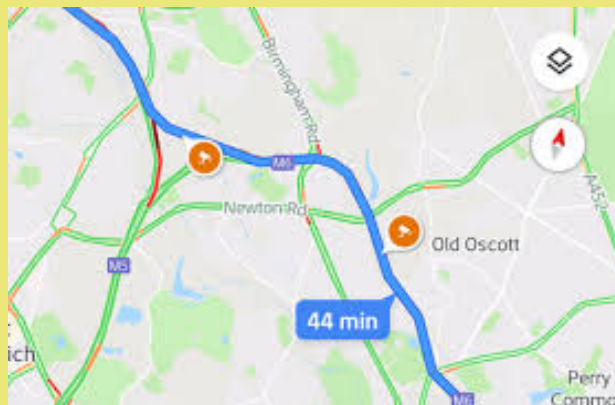 Birmingham Rd
M6
Newton Rd
A452
Old Oscott
M5
44 min
ich
Perry
Commo
M6